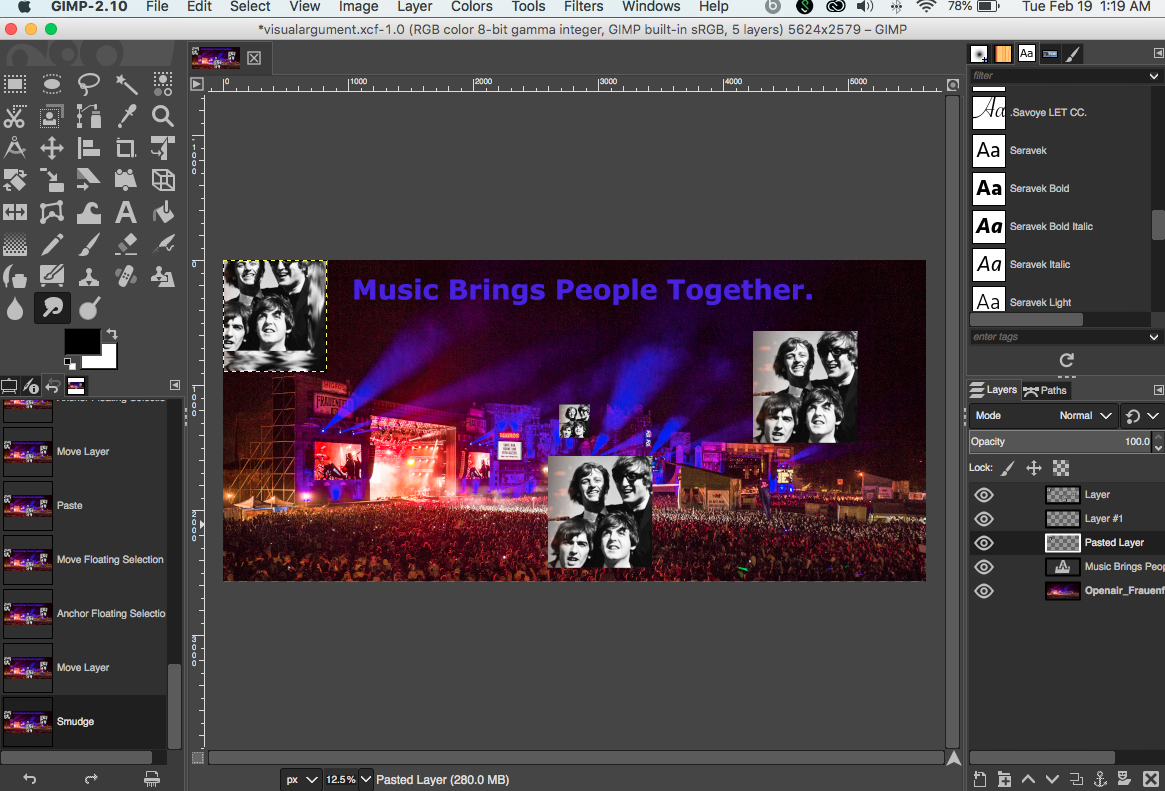 GIMP-2.10 File Edit Select View Image Layer Colors Tools Filters Windows Help 78% Tue Feb 19 1:19 AM
*visualargument.xcf-1.0 (RGB color 8-bit gamma integer, GIMP built-in sRGB, 5 layers) 5624x2579 – GIMP
0 1000 2000 3000 4000 5000
filter
.Savoye LET CC.
Seravek
Seravek Bold
Seravek Bold Italic
Seravek Italic
Seravek Light
enter tags
Layers Paths
Mode Normal
Opacity 100.0
Lock:
Layer
Layer #1
Pasted Layer
Music Brings Peop
Openair_Frauenf
Music Brings People Together.
Anchor Floating Selectio
Move Layer
Paste
Move Floating Selection
Anchor Floating Selectio
Move Layer
Smudge
px 12.5% Pasted Layer (280.0 MB)